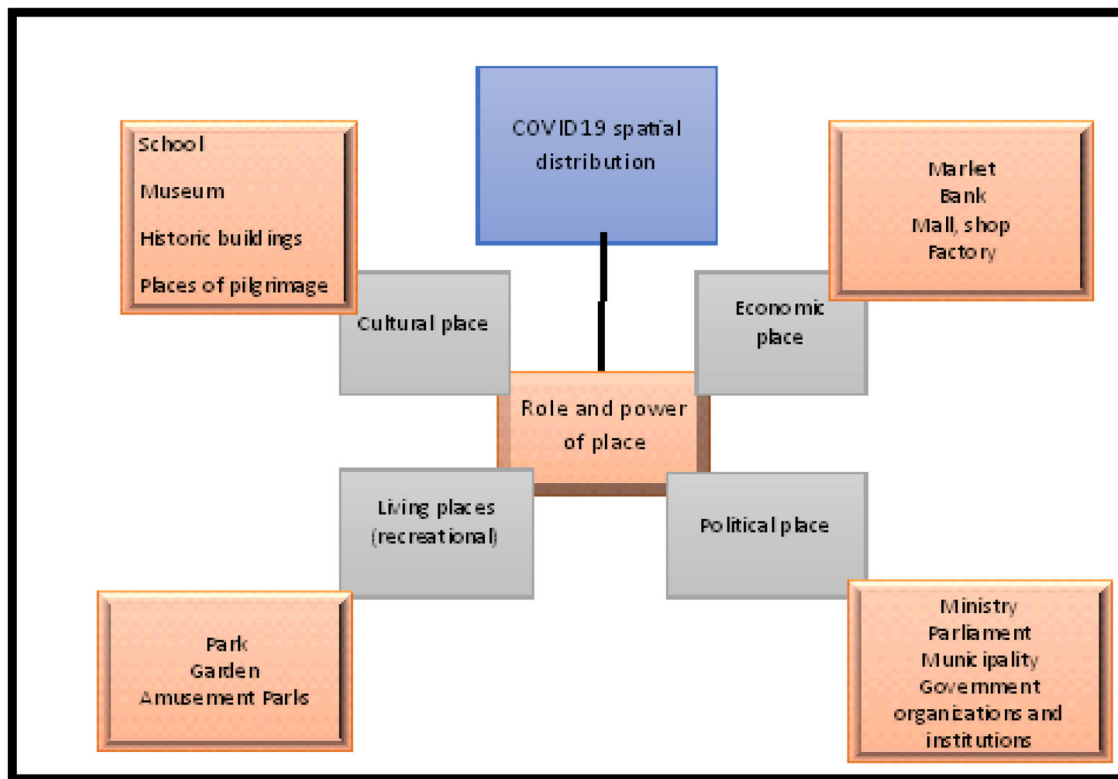 COVID19 spatial
distribution
School
Museum
Historic buildings
Places of pilgrimage
Market
Bank
Mall, shop
Factory
Cultural place
Economic
place
Role and power
of place
Living places
(recreational)
Political place
Park
Garden
Amusement Parks
Ministry
Parliament
Municipality
Government
organizations and
institutions